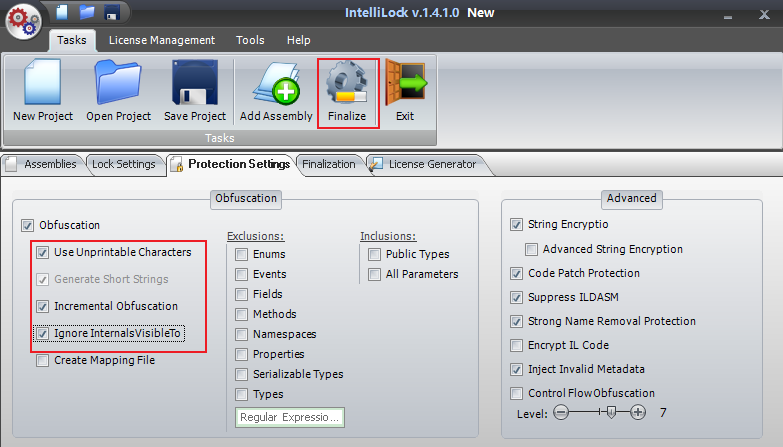 IntelliLock v.1.4.1.0 New
Tasks License Management Tools Help
New Project Open Project Save Project Add Assembly Finalize Exit
Tasks
Assemblies Lock Settings Protection Settings Finalization License Generator
Obfuscation
Obfuscation
Use Unprintable Characters
Generate Short Strings
Incremental Obfuscation
Ignore InternalsVisibleTo
Create Mapping File
Exclusions:
Enums
Events
Fields
Methods
Namespaces
Properties
Serializable Types
Types
Regular Expressio...
Inclusions:
Public Types
All Parameters
Advanced
String Encryptio
Advanced String Encryption
Code Patch Protection
Suppress ILDASM
Strong Name Removal Protection
Encrypt IL Code
Inject Invalid Metadata
Control FlowObfuscation
Level: 7